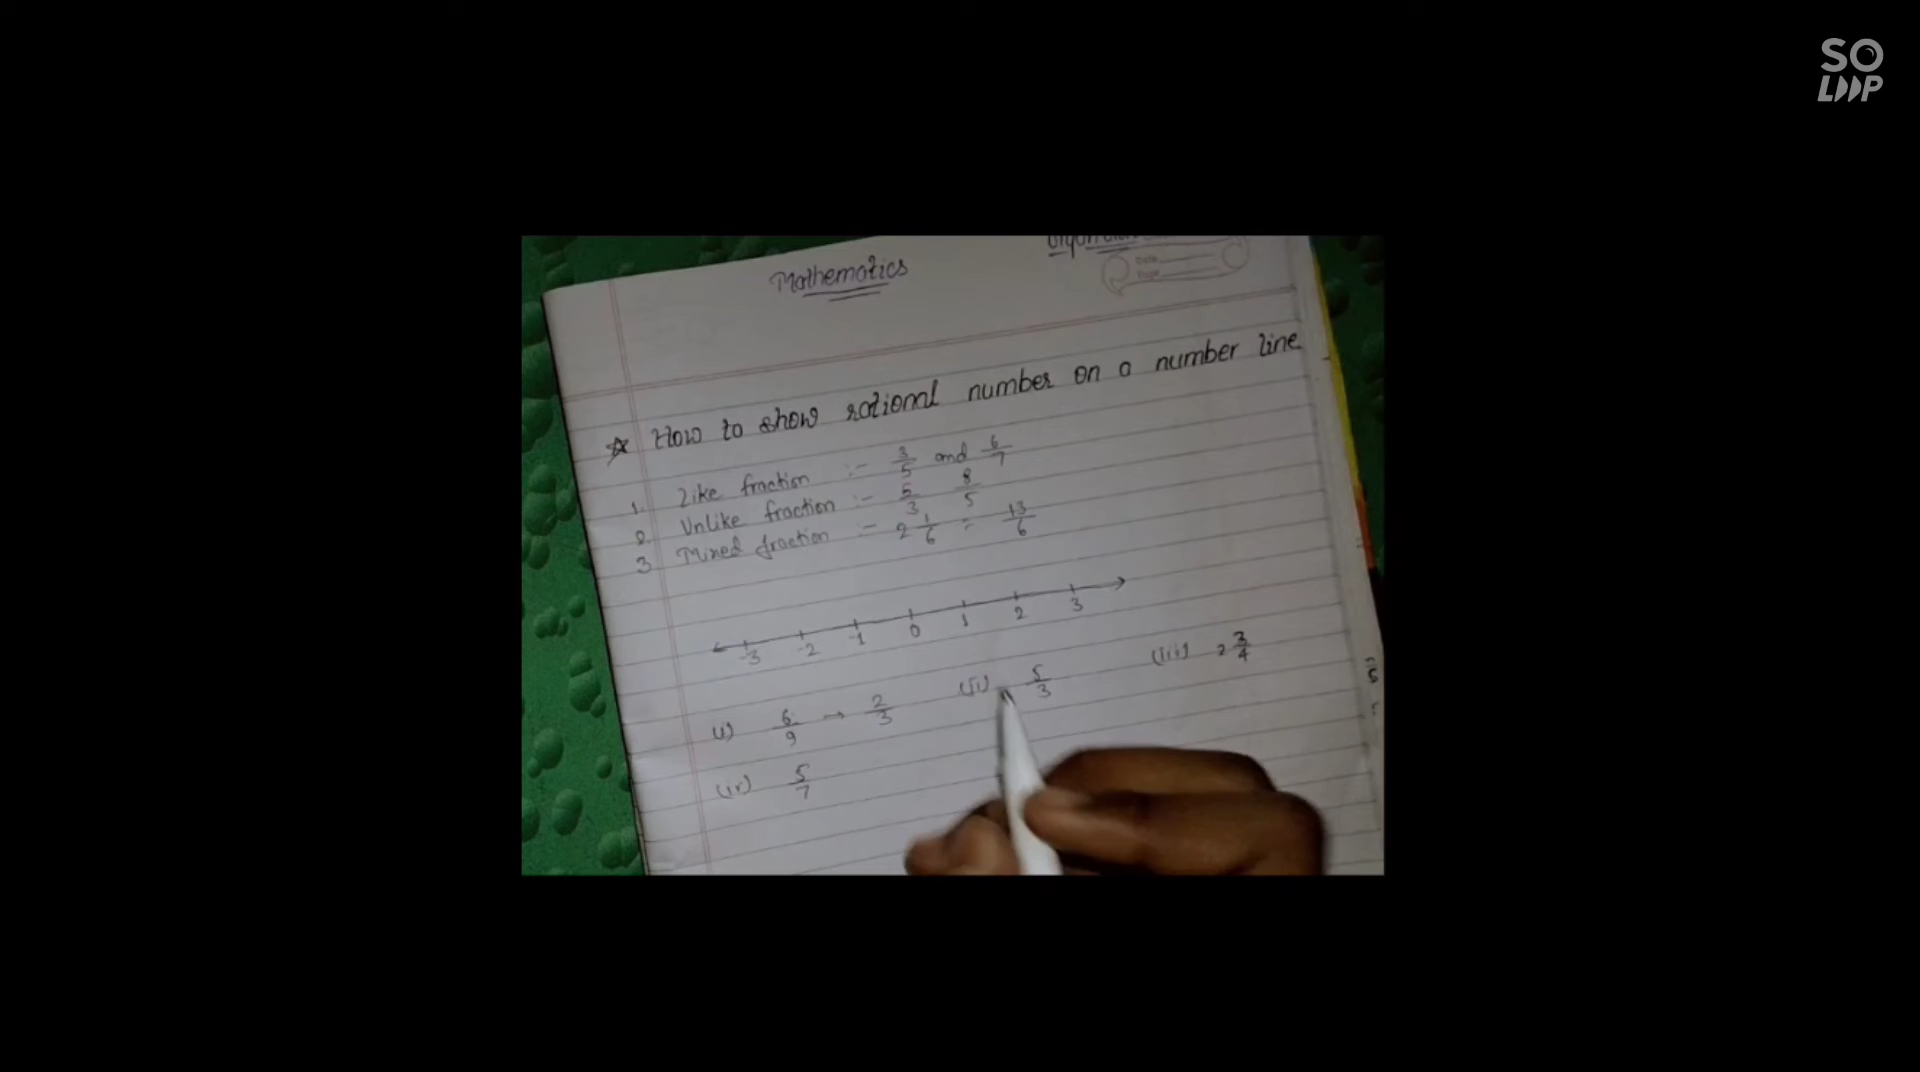 SO
LOOP
Mathematics
Date
Page
☆ How to show rational number on a number line
1. Like fraction :- 3/5 and 6/7
2. Unlike fraction :- 5/3 8/5
3 Mixed fraction :- 2 1/6 = 13/6
-3 -2 -1 0 1 2 3
(i) 6/9 → 2/3 (ii) 5/3 (iii) 2 3/4
(iv) 5/7